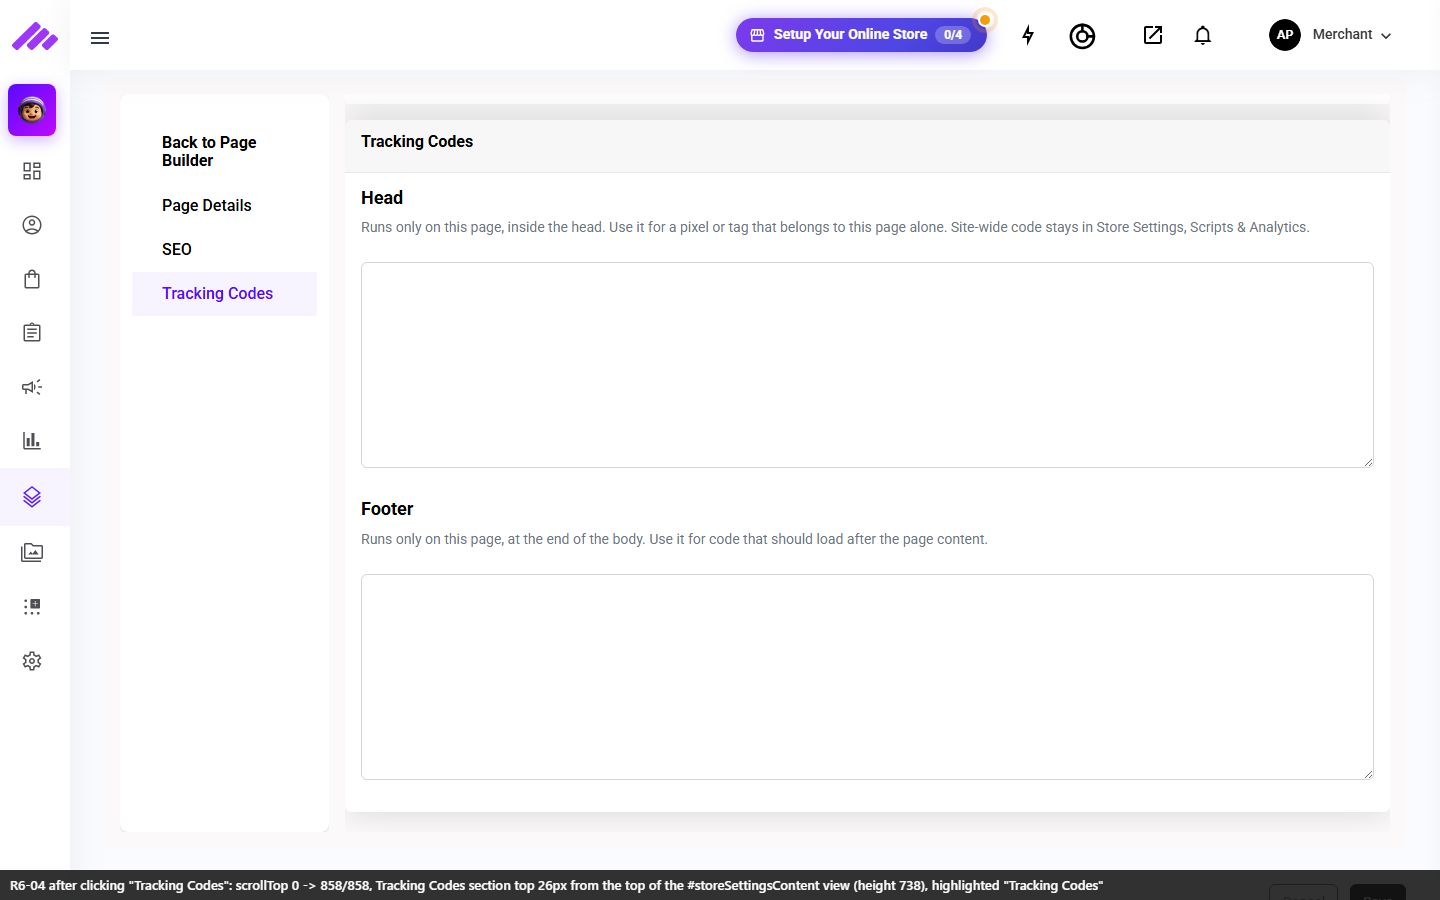 Setup Your Online Store 0/4
AP Merchant
Back to Page
Builder
Page Details
SEO
Tracking Codes
Tracking Codes
Head
Runs only on this page, inside the head. Use it for a pixel or tag that belongs to this page alone. Site-wide code stays in Store Settings, Scripts & Analytics.
Footer
Runs only on this page, at the end of the body. Use it for code that should load after the page content.
R6-04 after clicking "Tracking Codes": scrollTop 0 -> 858/858, Tracking Codes section top 26px from the top of the #storeSettingsContent view (height 738), highlighted "Tracking Codes"